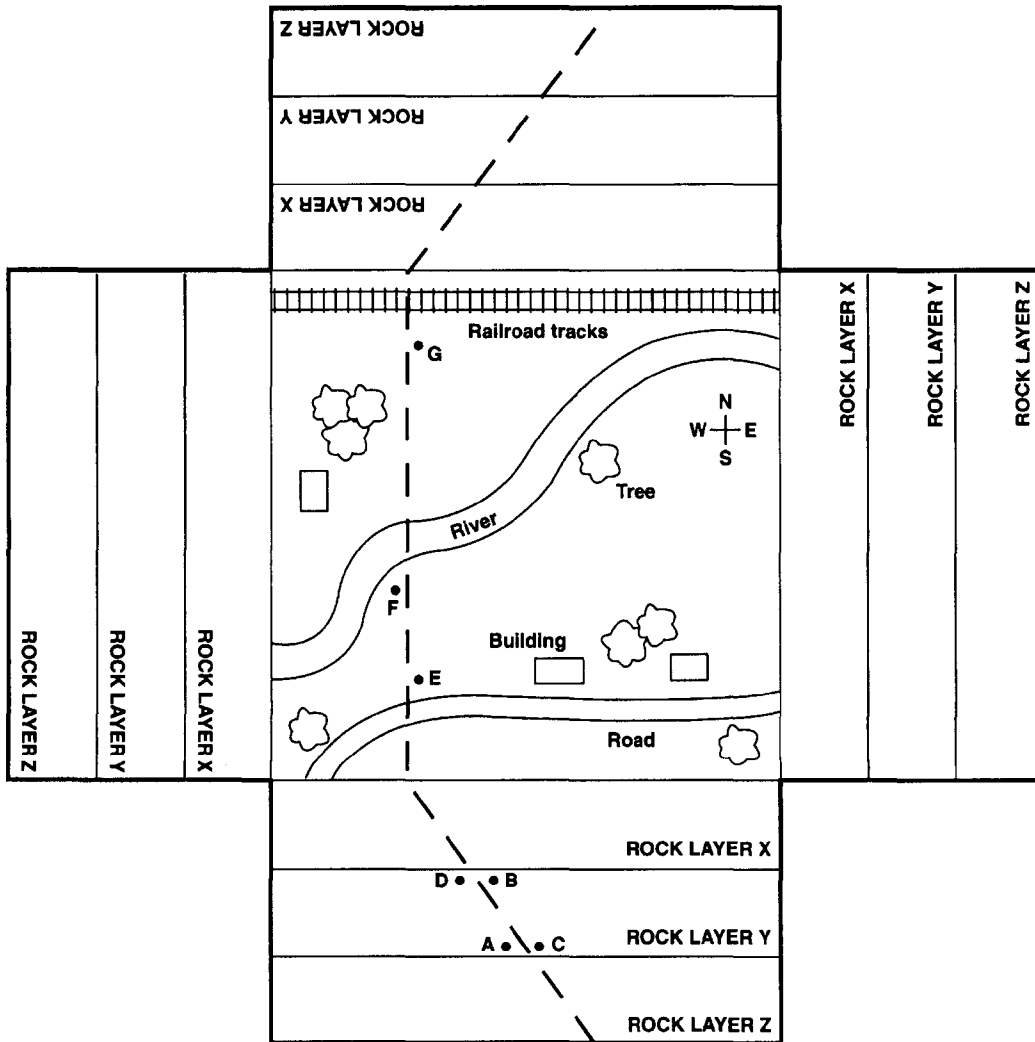 ROCK LAYER Z
ROCK LAYER Y
ROCK LAYER X
Railroad tracks
G
N
W E
S
Tree
River
F
Building
E
Road
ROCK LAYER Z
ROCK LAYER Y
ROCK LAYER X
ROCK LAYER X
ROCK LAYER Y
ROCK LAYER Z
ROCK LAYER X
D
B
A
C
ROCK LAYER Y
ROCK LAYER Z